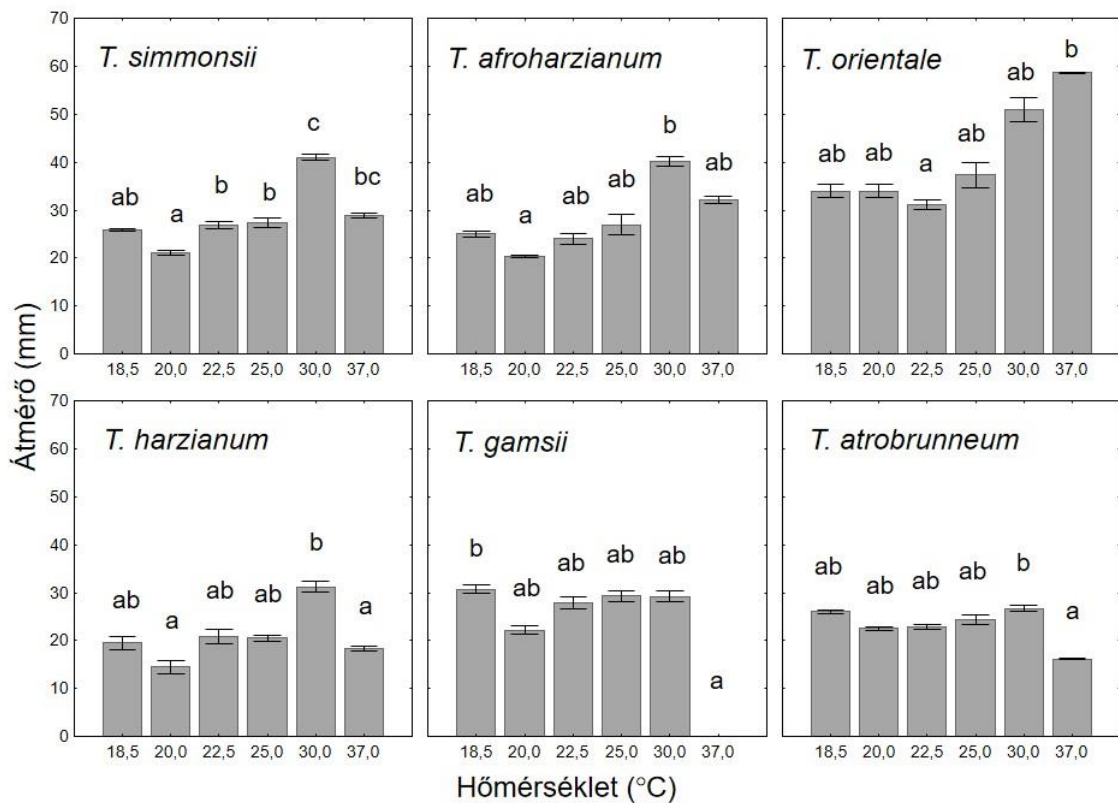 70
60
50
40
30
20
10
0
T. simmonsii
ab
a
b
b
c
bc
18,5 20,0 22,5 25,0 30,0 37,0
T. afroharzianum
ab
a
ab
ab
b
ab
18,5 20,0 22,5 25,0 30,0 37,0
T. orientale
ab
ab
a
ab
ab
b
18,5 20,0 22,5 25,0 30,0 37,0
Átmérő (mm)
70
60
50
40
30
20
10
0
T. harzianum
ab
a
ab
ab
b
a
18,5 20,0 22,5 25,0 30,0 37,0
T. gamsii
b
ab
ab
ab
ab
a
18,5 20,0 22,5 25,0 30,0 37,0
T. atrobrunneum
ab
ab
ab
ab
b
a
18,5 20,0 22,5 25,0 30,0 37,0
Hőmérséklet (°C)